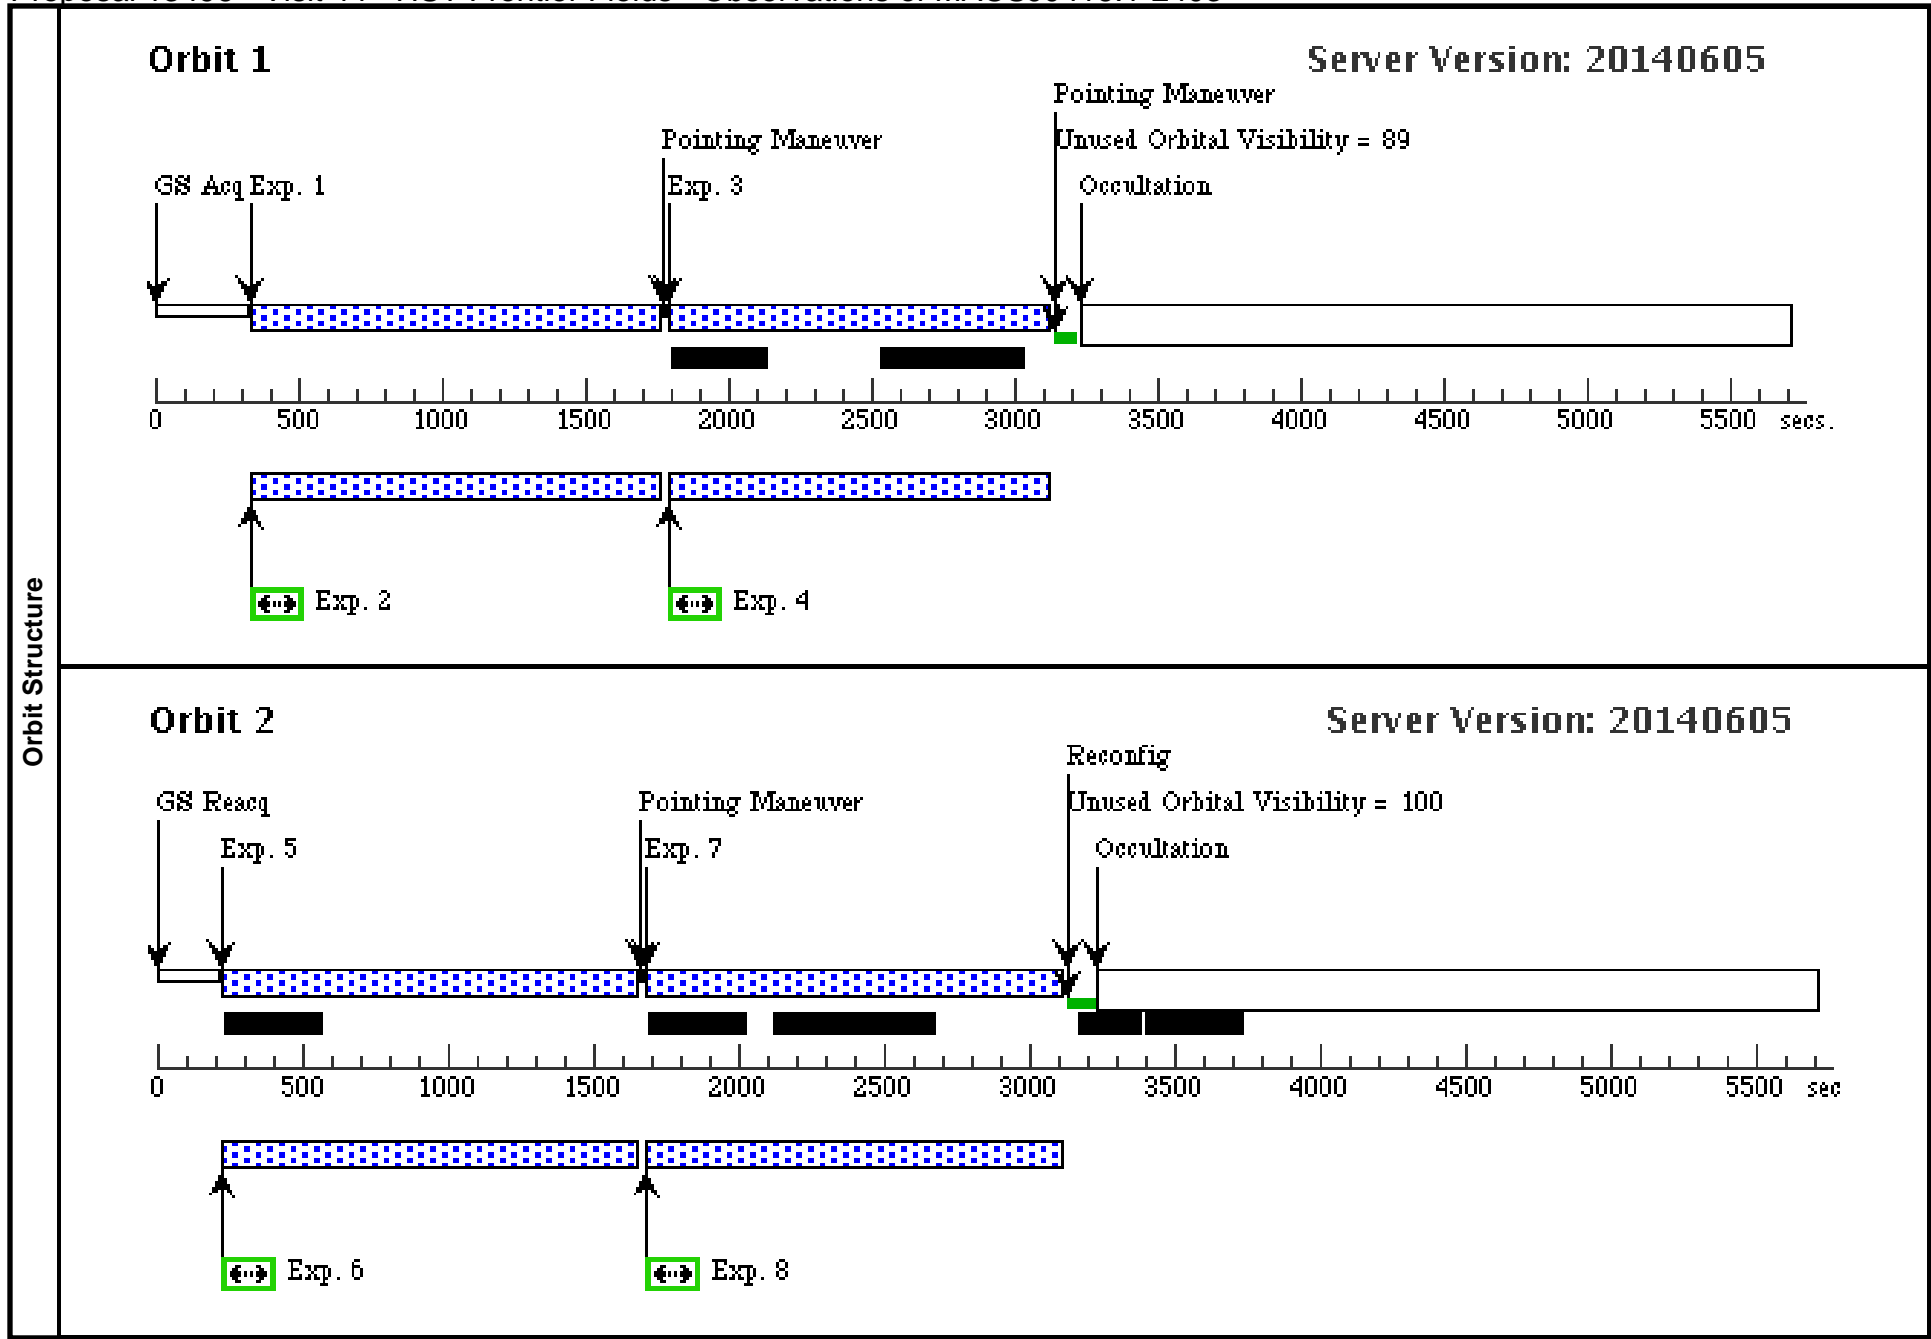 Orbit Structure
Orbit 1
Server Version: 20140605
Pointing Maneuver
Pointing Maneuver
Unused Orbital Visibility = 89
GS Acq Exp. 1
Exp. 3
Occultation
0 500 1000 1500 2000 2500 3000 3500 4000 4500 5000 5500 secs.
Exp. 2
Exp. 4
Orbit 2
Server Version: 20140605
Reconfig
GS Reacq
Pointing Maneuver
Unused Orbital Visibility = 100
Exp. 5
Exp. 7
Occultation
0 500 1000 1500 2000 2500 3000 3500 4000 4500 5000 5500 sec
Exp. 6
Exp. 8